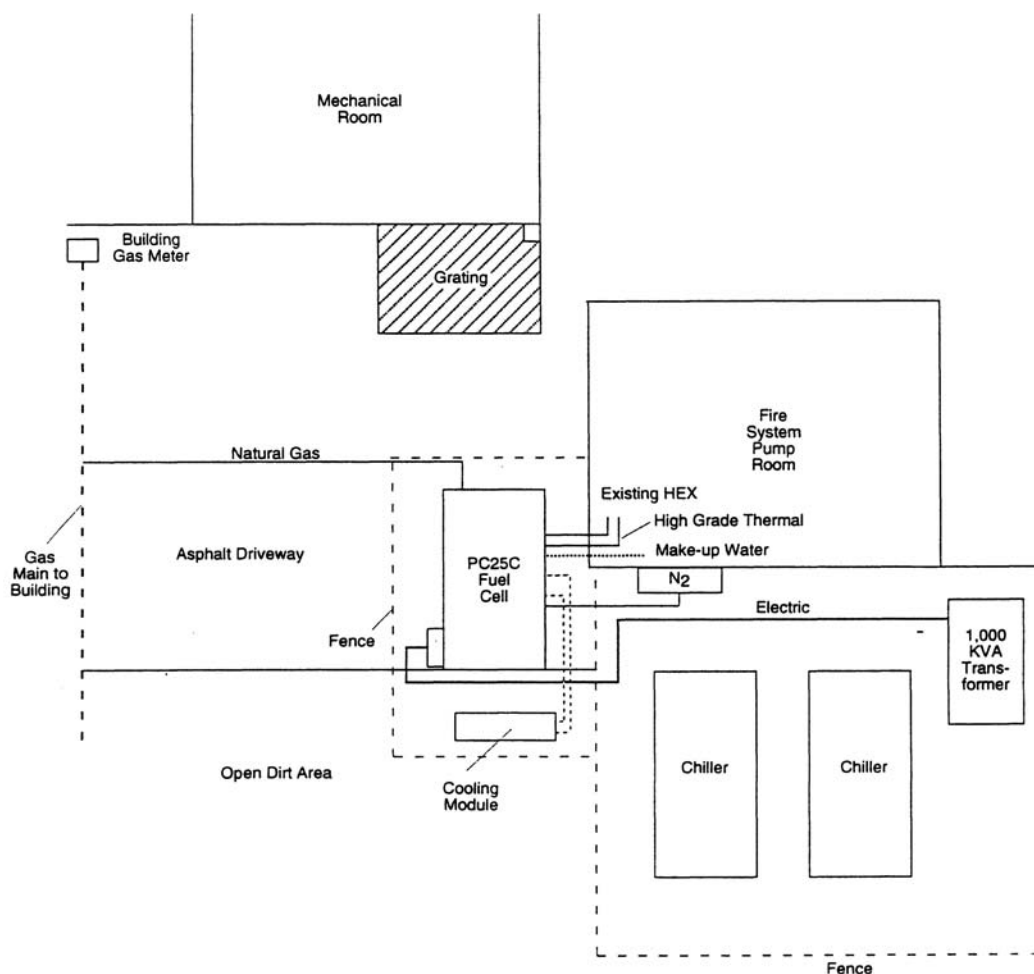 Mechanical
Room
Building
Gas Meter
Grating
Fire
System
Pump
Room
Natural Gas
Existing HEX
High Grade Thermal
Make-up Water
Gas
Main to
Building
Asphalt Driveway
PC25C
Fuel
Cell
N2
Electric
Fence
1,000
KVA
Trans-
former
Open Dirt Area
Cooling
Module
Chiller
Chiller
Fence